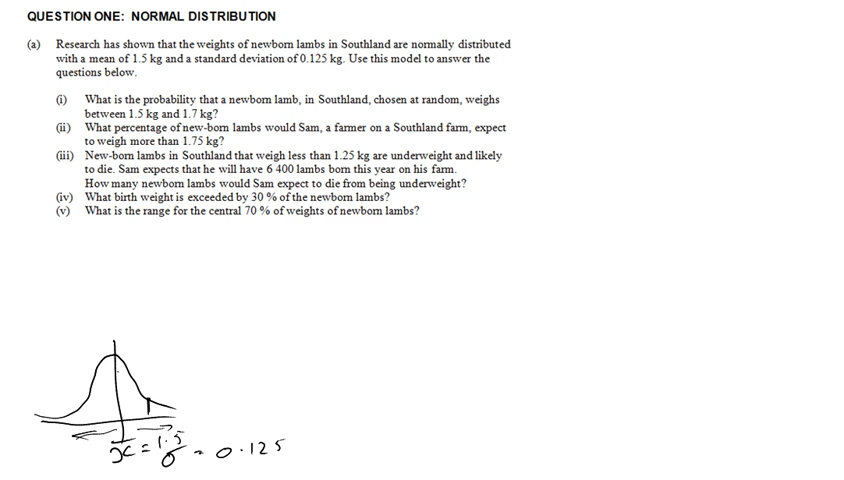 QUESTION ONE: NORMAL DISTRIBUTION
(a) Research has shown that the weights of newborn lambs in Southland are normally distributed
with a mean of 1.5 kg and a standard deviation of 0.125 kg. Use this model to answer the
questions below.
(i) What is the probability that a newborn lamb, in Southland, chosen at random, weighs
between 1.5 kg and 1.7 kg?
(ii) What percentage of new-born lambs would Sam, a farmer on a Southland farm, expect
to weigh more than 1.75 kg?
(iii) New-born lambs in Southland that weigh less than 1.25 kg are underweight and likely
to die. Sam expects that he will have 6 400 lambs born this year on his farm.
How many newborn lambs would Sam expect to die from being underweight?
(iv) What birth weight is exceeded by 30 % of the newborn lambs?
(v) What is the range for the central 70 % of weights of newborn lambs?
x̄ = 1.5
σ = 0.125